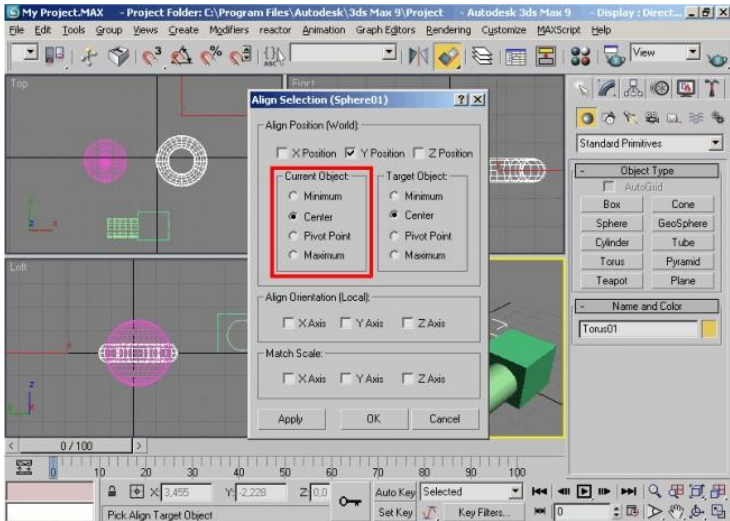 My Project.MAX - Project Folder: C:\Program Files\Autodesk\3ds Max 9\Project - Autodesk 3ds Max 9 - Display : Direct...
File Edit Tools Group Views Create Modifiers reactor Animation Graph Editors Rendering Customize MAXScript Help
View
Top
Front
Align Selection (Sphere01)
Align Position (World):
X Position Y Position Z Position
Current Object: Target Object:
Minimum Minimum
Center Center
Pivot Point Pivot Point
Maximum Maximum
Align Orientation (Local):
X Axis Y Axis Z Axis
Match Scale:
X Axis Y Axis Z Axis
Apply OK Cancel
Left
Standard Primitives
Object Type
AutoGrid
Box Cone
Sphere GeoSphere
Cylinder Tube
Torus Pyramid
Teapot Plane
Name and Color
Torus01
0 / 100
0 10 20 30 40 50 60 70 80 90 100
X: 3,455 Y: -2,228 Z: 0,0
Auto Key Selected
Pick Align Target Object
Set Key Key Filters... 0